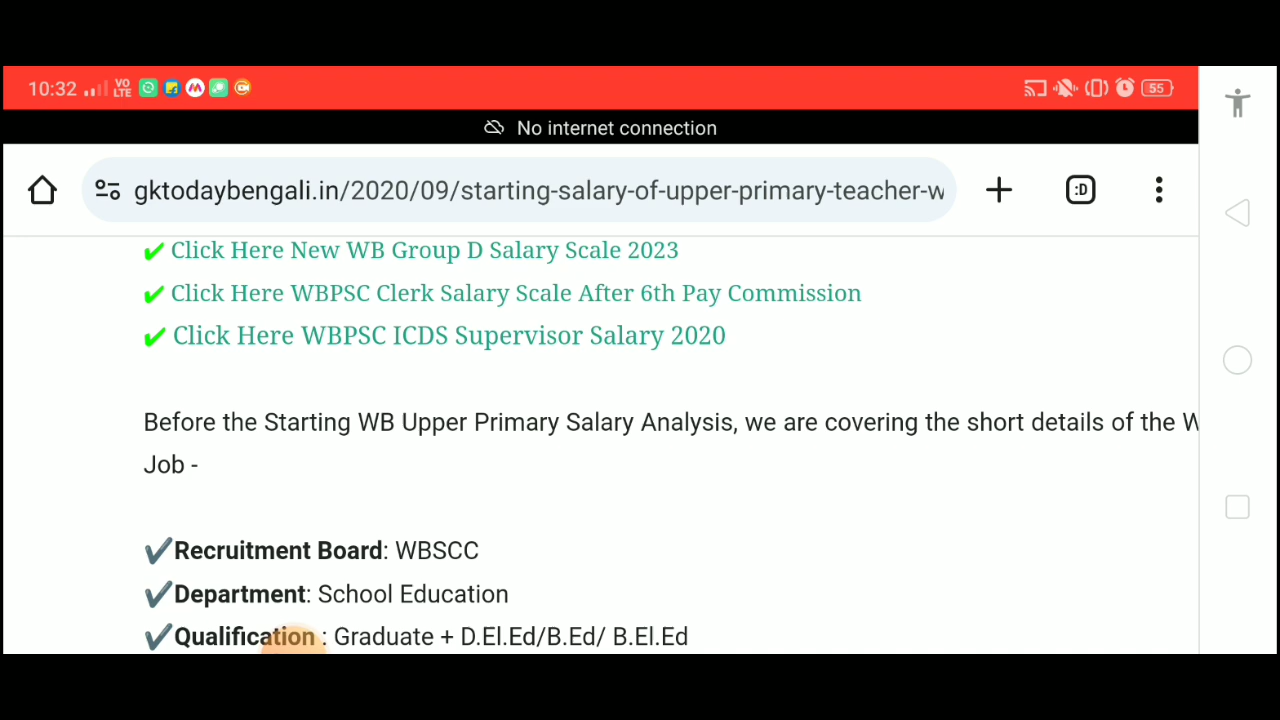 10:32 VO LTE 55
No internet connection
gktodaybengali.in/2020/09/starting-salary-of-upper-primary-teacher-w :D
✔ Click Here New WB Group D Salary Scale 2023
✔ Click Here WBPSC Clerk Salary Scale After 6th Pay Commission
✔ Click Here WBPSC ICDS Supervisor Salary 2020
Before the Starting WB Upper Primary Salary Analysis, we are covering the short details of the W
Job -
✔Recruitment Board: WBSCC
✔Department: School Education
✔Qualification : Graduate + D.El.Ed/B.Ed/ B.El.Ed